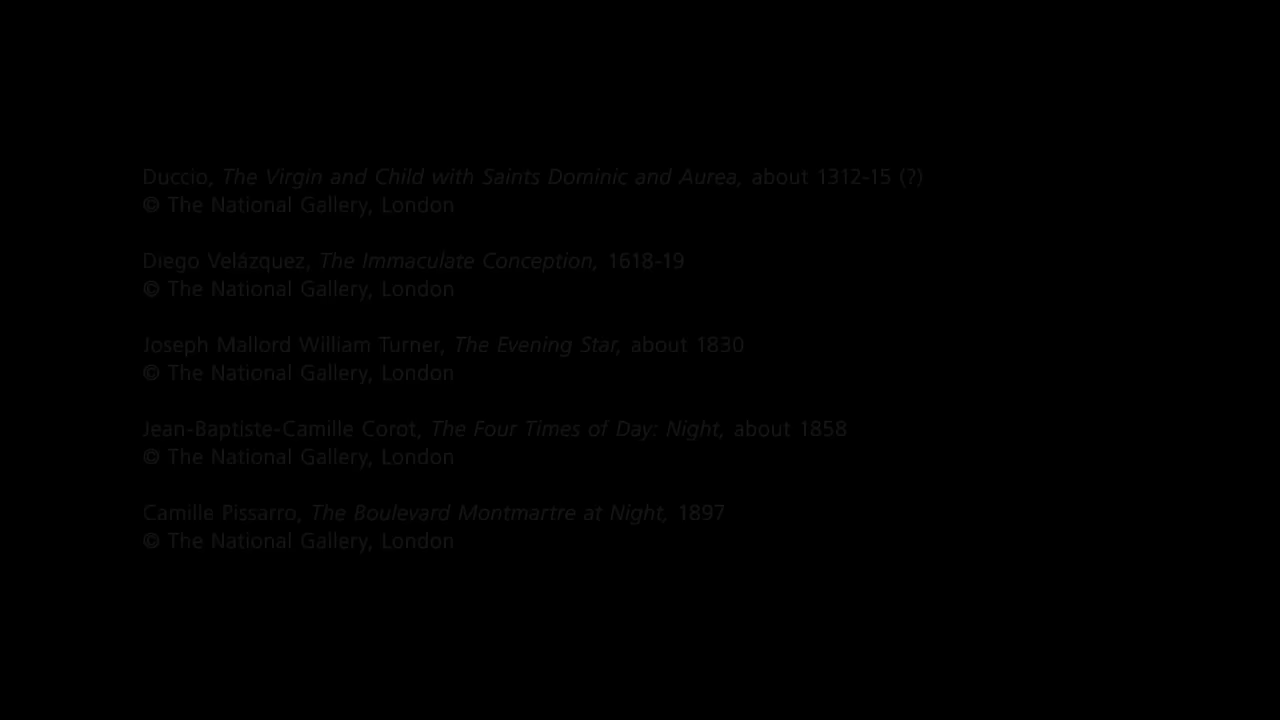 Duccio, The Virgin and Child with Saints Dominic and Aurea, about 1312-15 (?)
© The National Gallery, London
Diego Velázquez, The Immaculate Conception, 1618-19
© The National Gallery, London
Joseph Mallord William Turner, The Evening Star, about 1830
© The National Gallery, London
Jean-Baptiste-Camille Corot, The Four Times of Day: Night, about 1858
© The National Gallery, London
Camille Pissarro, The Boulevard Montmartre at Night, 1897
© The National Gallery, London